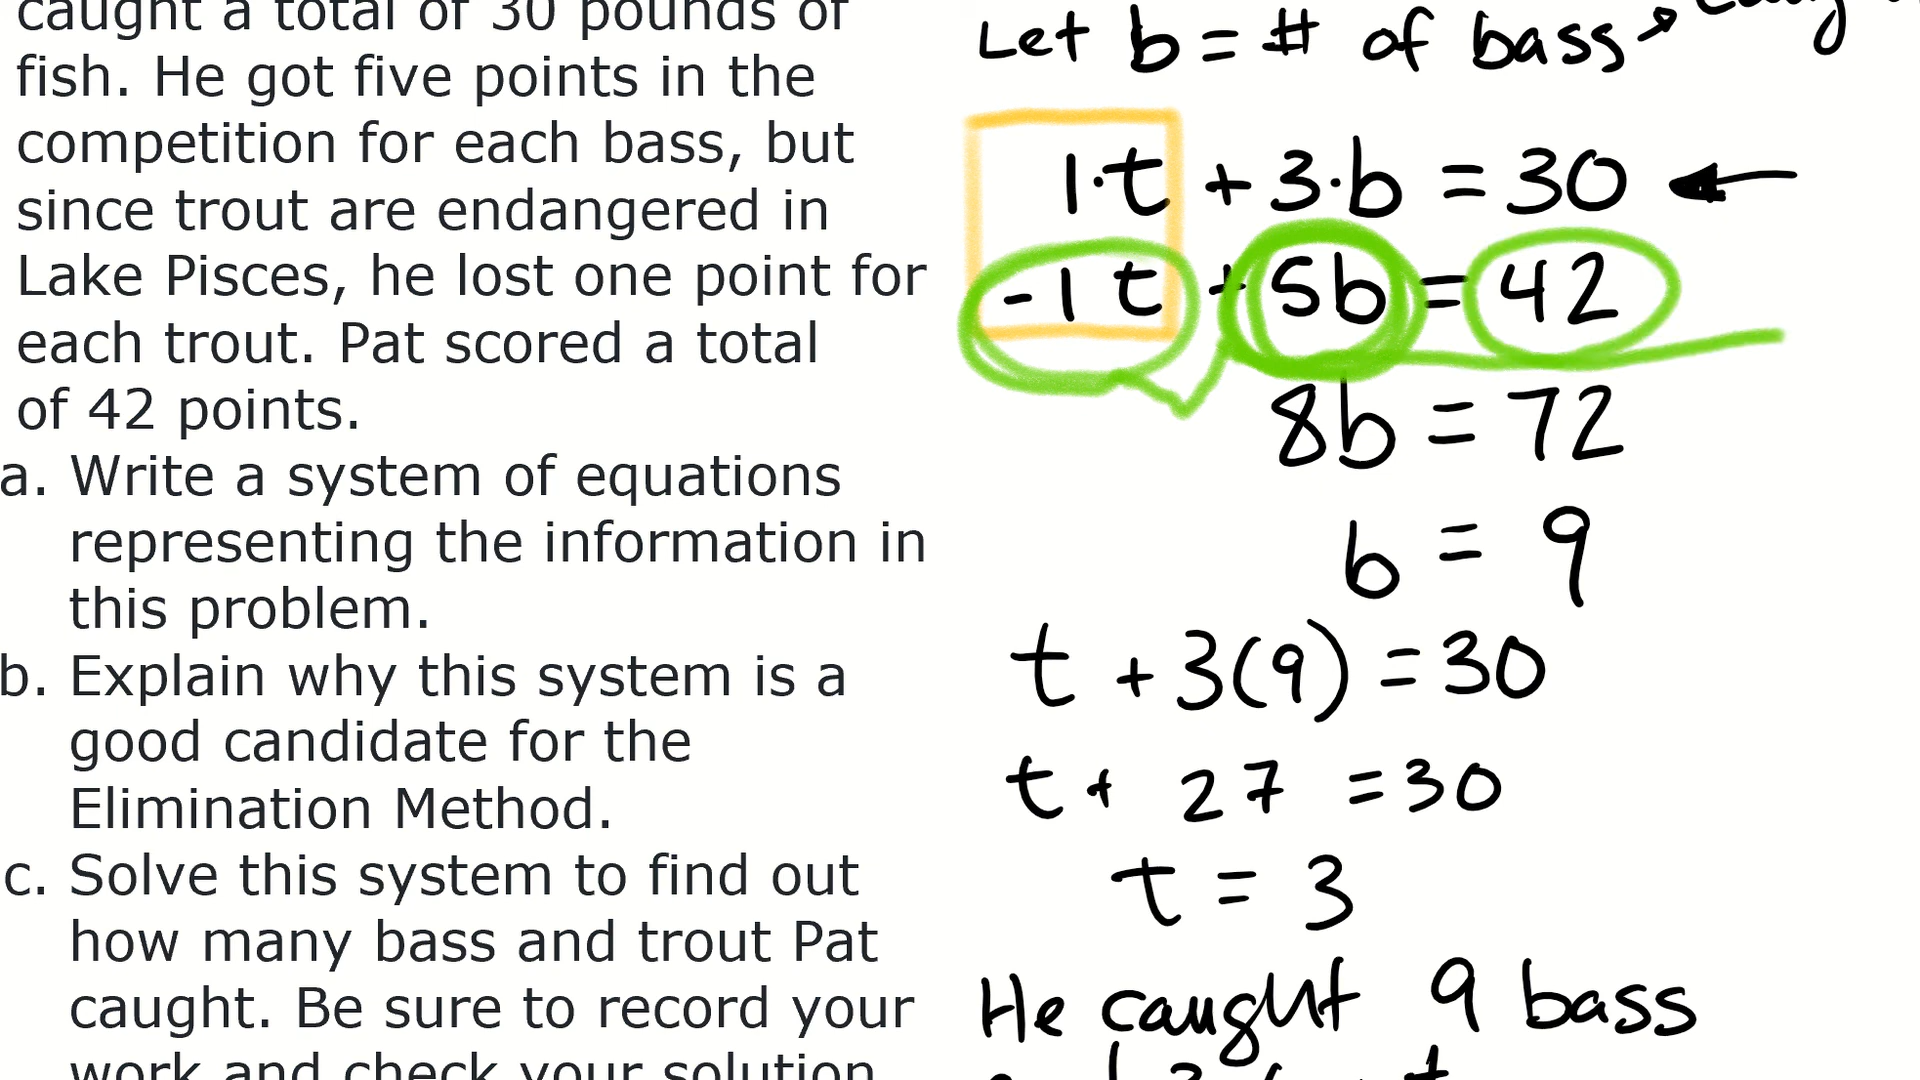 caught a total of 30 pounds of
fish. He got five points in the
competition for each bass, but
since trout are endangered in
Lake Pisces, he lost one point for
each trout. Pat scored a total
of 42 points.
a. Write a system of equations
representing the information in
this problem.
b. Explain why this system is a
good candidate for the
Elimination Method.
c. Solve this system to find out
how many bass and trout Pat
caught. Be sure to record your
work and check your solution
Let b = # of bass
1·t + 3·b = 30
-1t + 5b = 42
8b = 72
b = 9
t + 3(9) = 30
t + 27 = 30
t = 3
He caught 9 bass